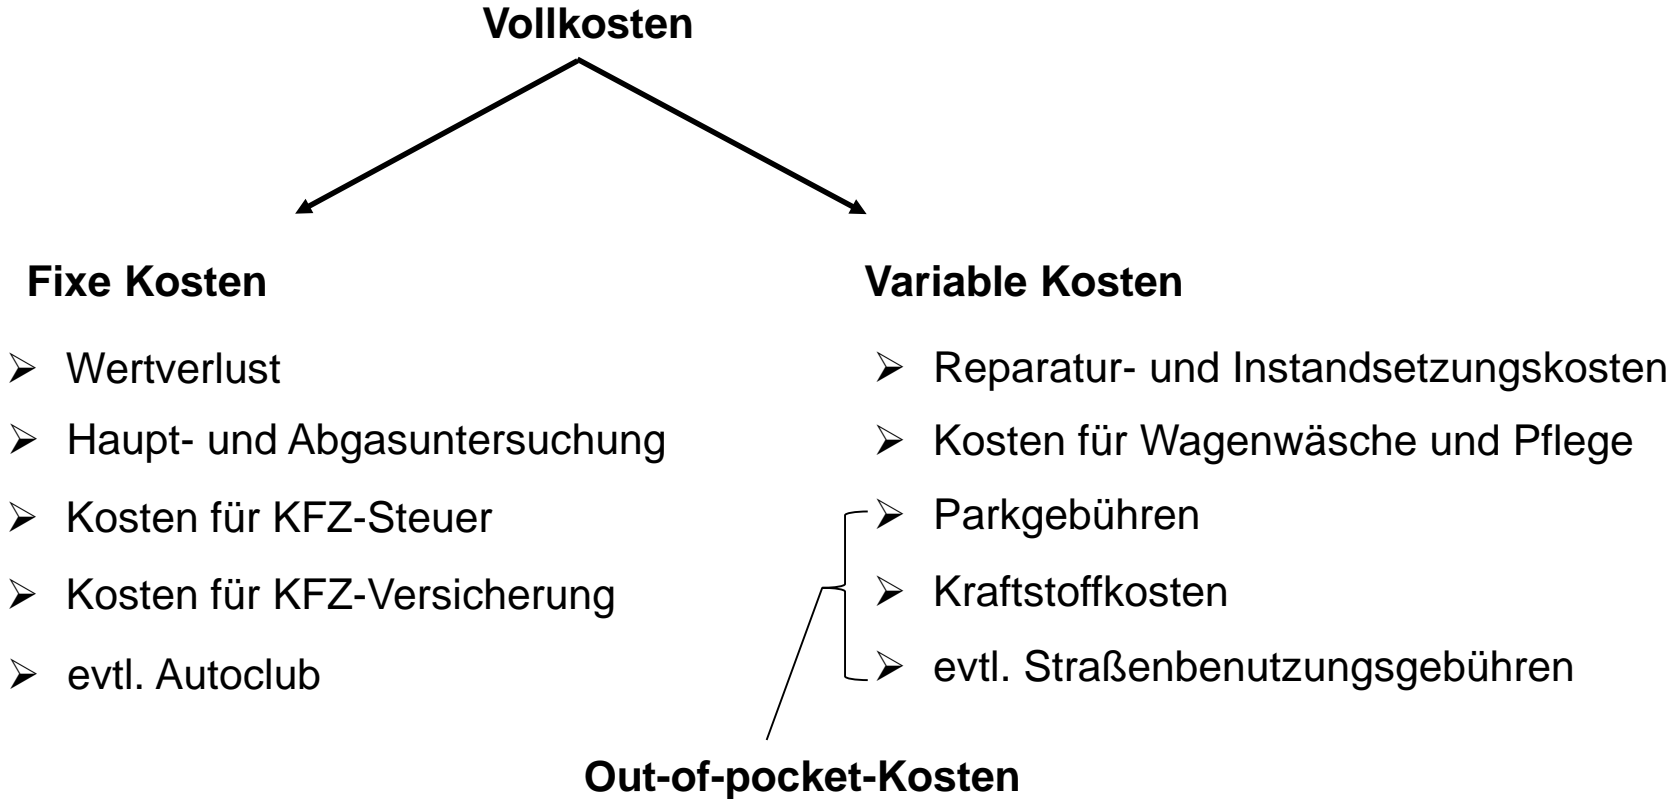 Vollkosten
Fixe Kosten
Wertverlust
Haupt- und Abgasuntersuchung
Kosten für KFZ-Steuer
Kosten für KFZ-Versicherung
evtl. Autoclub
Variable Kosten
Reparatur- und Instandsetzungskosten
Kosten für Wagenwäsche und Pflege
Parkgebühren
Kraftstoffkosten
evtl. Straßenbenutzungsgebühren
Out-of-pocket-Kosten